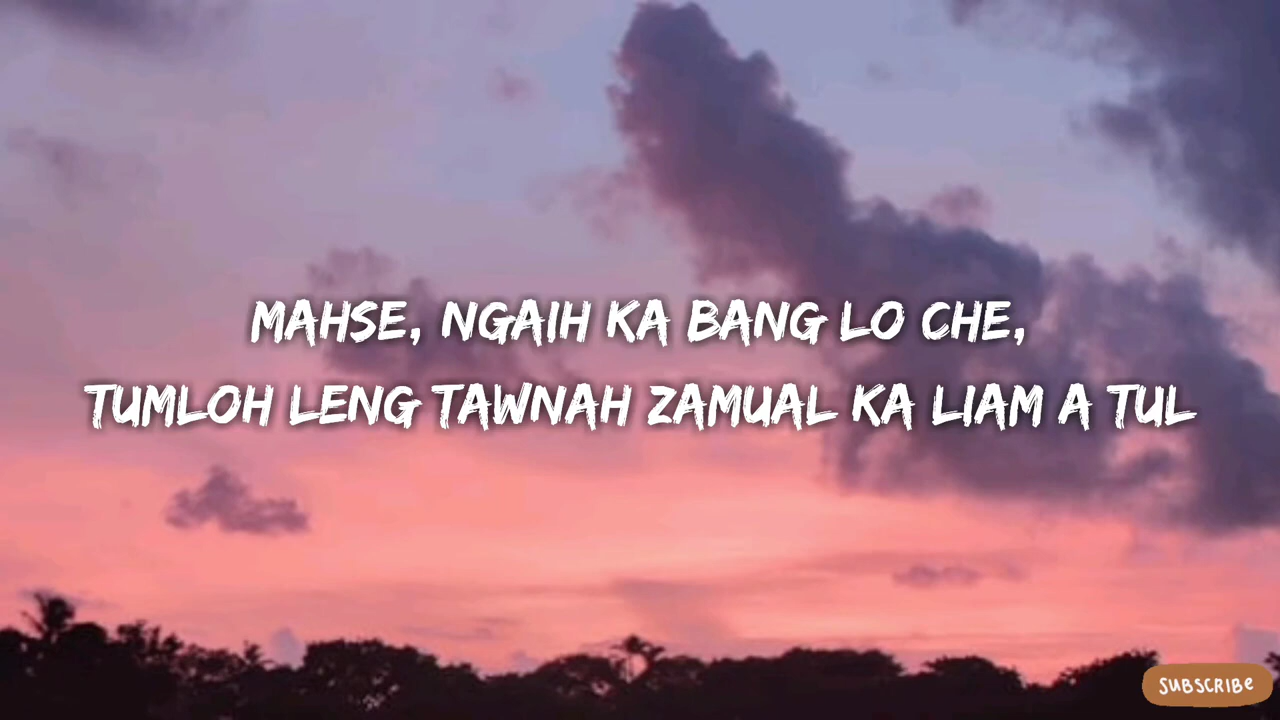 MAHSE, NGAIH KA BANG LO CHE,
TUMLOH LENG TAWNAH ZAMUAL KA LIAM A TUL
SUBSCRIBE